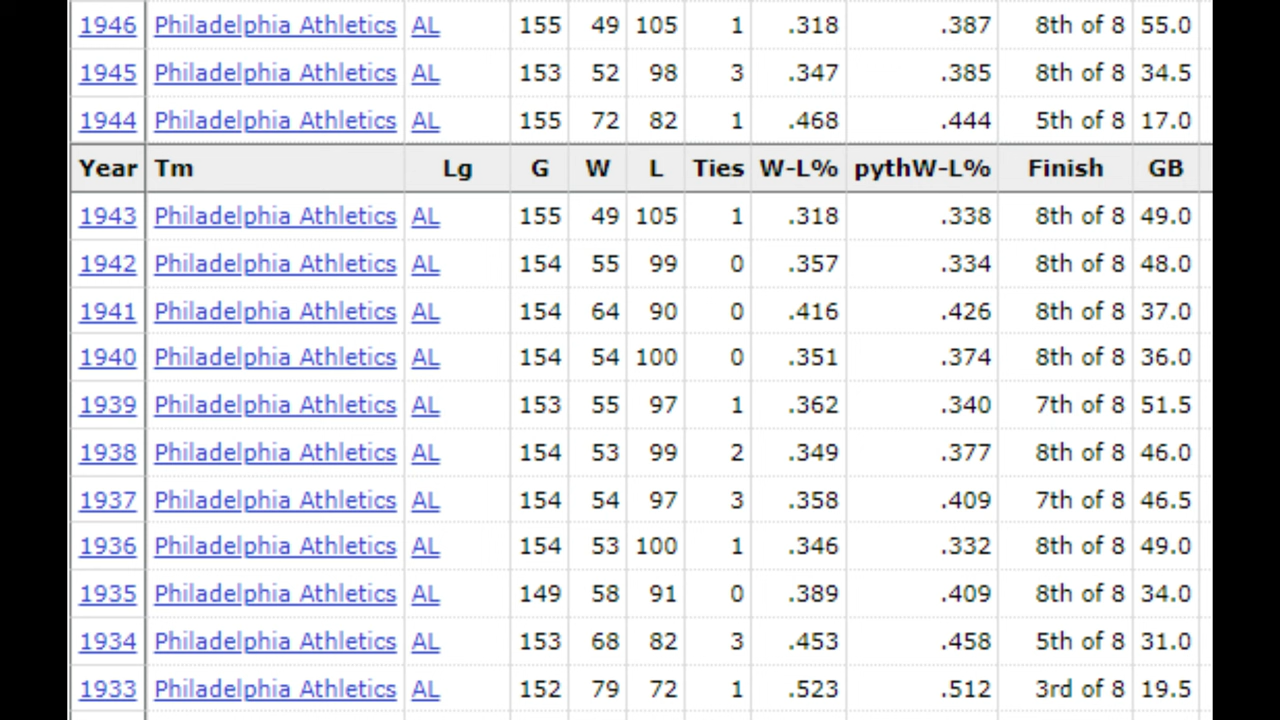 1946 Philadelphia Athletics AL 155 49 105 1 .318 .387 8th of 8 55.0
1945 Philadelphia Athletics AL 153 52 98 3 .347 .385 8th of 8 34.5
1944 Philadelphia Athletics AL 155 72 82 1 .468 .444 5th of 8 17.0
Year Tm Lg G W L Ties W-L% pythW-L% Finish GB
1943 Philadelphia Athletics AL 155 49 105 1 .318 .338 8th of 8 49.0
1942 Philadelphia Athletics AL 154 55 99 0 .357 .334 8th of 8 48.0
1941 Philadelphia Athletics AL 154 64 90 0 .416 .426 8th of 8 37.0
1940 Philadelphia Athletics AL 154 54 100 0 .351 .374 8th of 8 36.0
1939 Philadelphia Athletics AL 153 55 97 1 .362 .340 7th of 8 51.5
1938 Philadelphia Athletics AL 154 53 99 2 .349 .377 8th of 8 46.0
1937 Philadelphia Athletics AL 154 54 97 3 .358 .409 7th of 8 46.5
1936 Philadelphia Athletics AL 154 53 100 1 .346 .332 8th of 8 49.0
1935 Philadelphia Athletics AL 149 58 91 0 .389 .409 8th of 8 34.0
1934 Philadelphia Athletics AL 153 68 82 3 .453 .458 5th of 8 31.0
1933 Philadelphia Athletics AL 152 79 72 1 .523 .512 3rd of 8 19.5